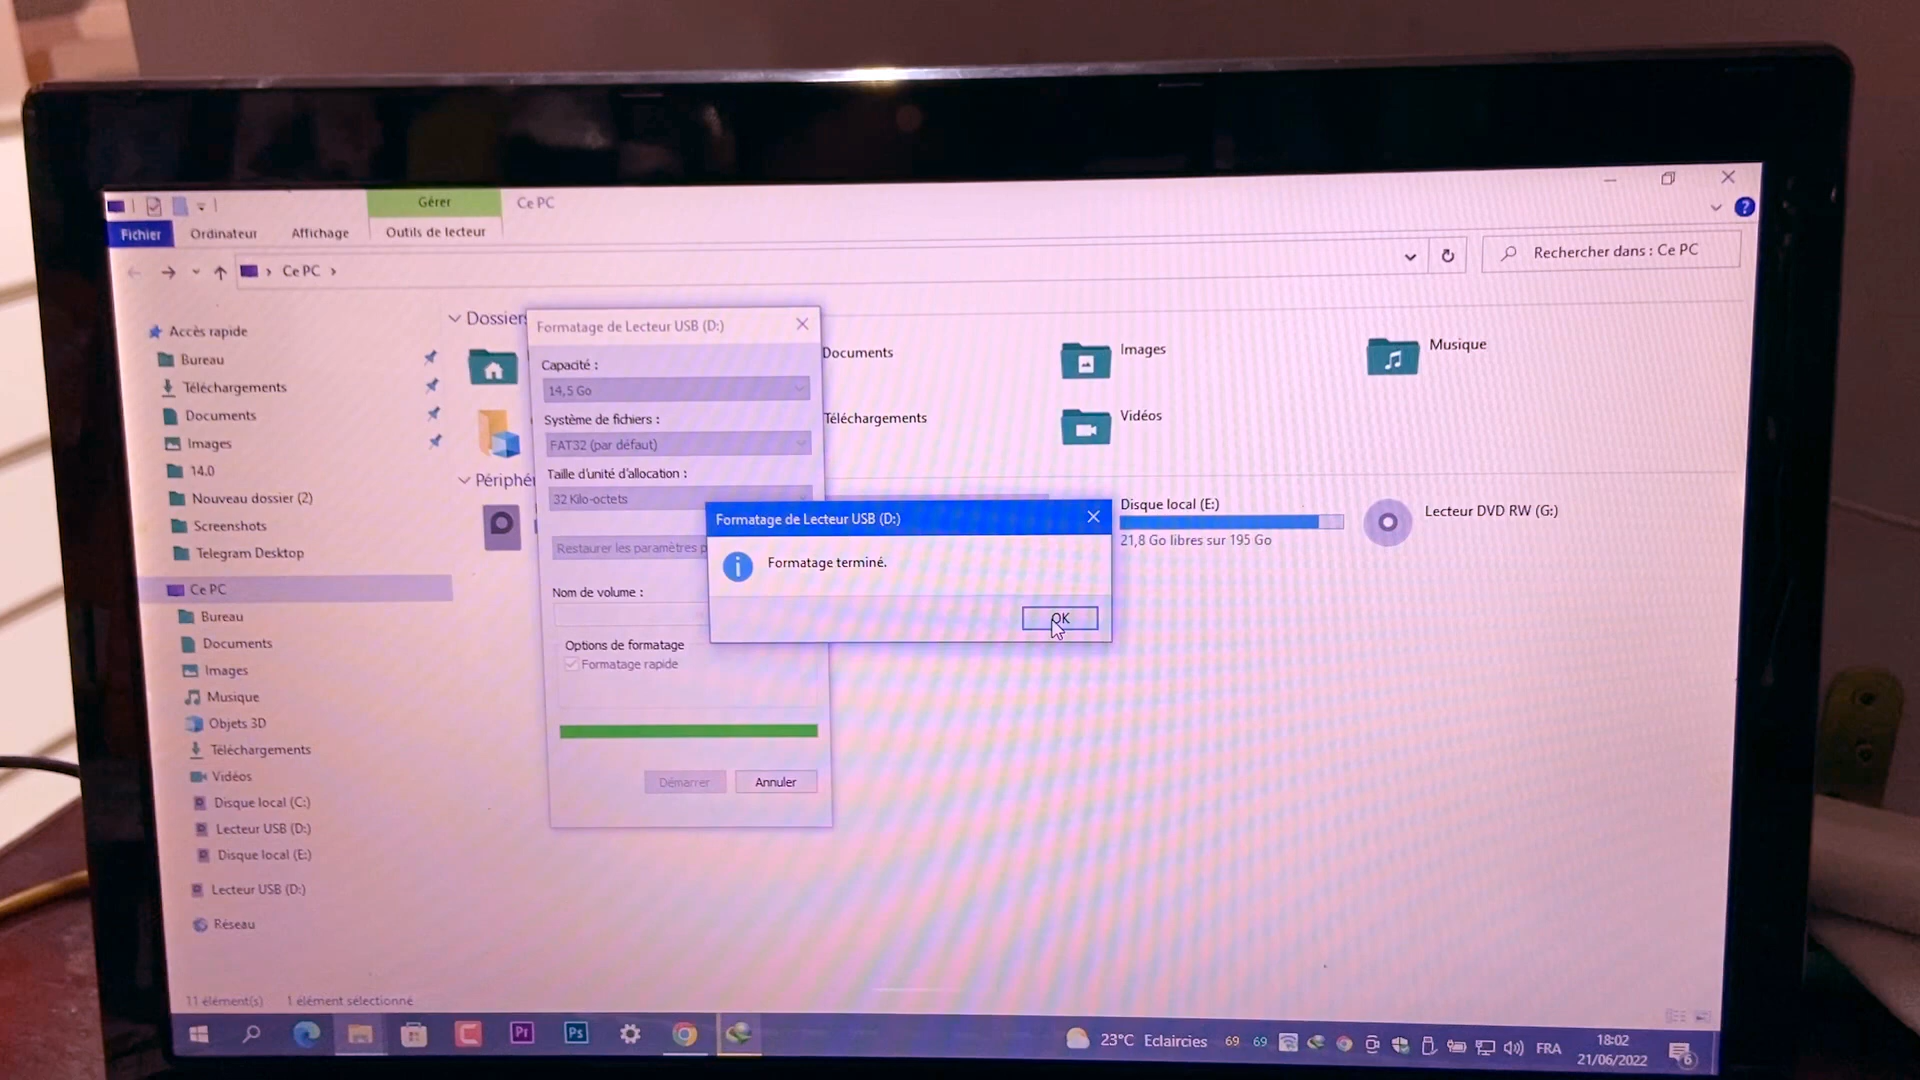 Gérer
Ce PC
Fichier
Ordinateur
Affichage
Outils de lecteur
Ce PC
Rechercher dans : Ce PC
Accès rapide
Bureau
Téléchargements
Documents
Images
14.0
Nouveau dossier (2)
Screenshots
Telegram Desktop
Ce PC
Bureau
Documents
Images
Musique
Objets 3D
Téléchargements
Vidéos
Disque local (C:)
Lecteur USB (D:)
Disque local (E:)
Lecteur USB (D:)
Réseau
11 élément(s)
1 élément sélectionné
Dossiers
Documents
Images
Musique
Téléchargements
Vidéos
Disque local (E:)
21,8 Go libres sur 195 Go
Lecteur DVD RW (G:)
Formatage de Lecteur USB (D:)
Capacité :
14,5 Go
Système de fichiers :
FAT32 (par défaut)
Taille d'unité d'allocation :
32 Kilo-octets
Restaurer les paramètres
Nom de volume :
Options de formatage
Formatage rapide
Démarrer
Annuler
Formatage de Lecteur USB (D:)
Formatage terminé.
OK
Pr
Ps
23°C Eclaircies
69
69
FRA
18:02
21/06/2022
6